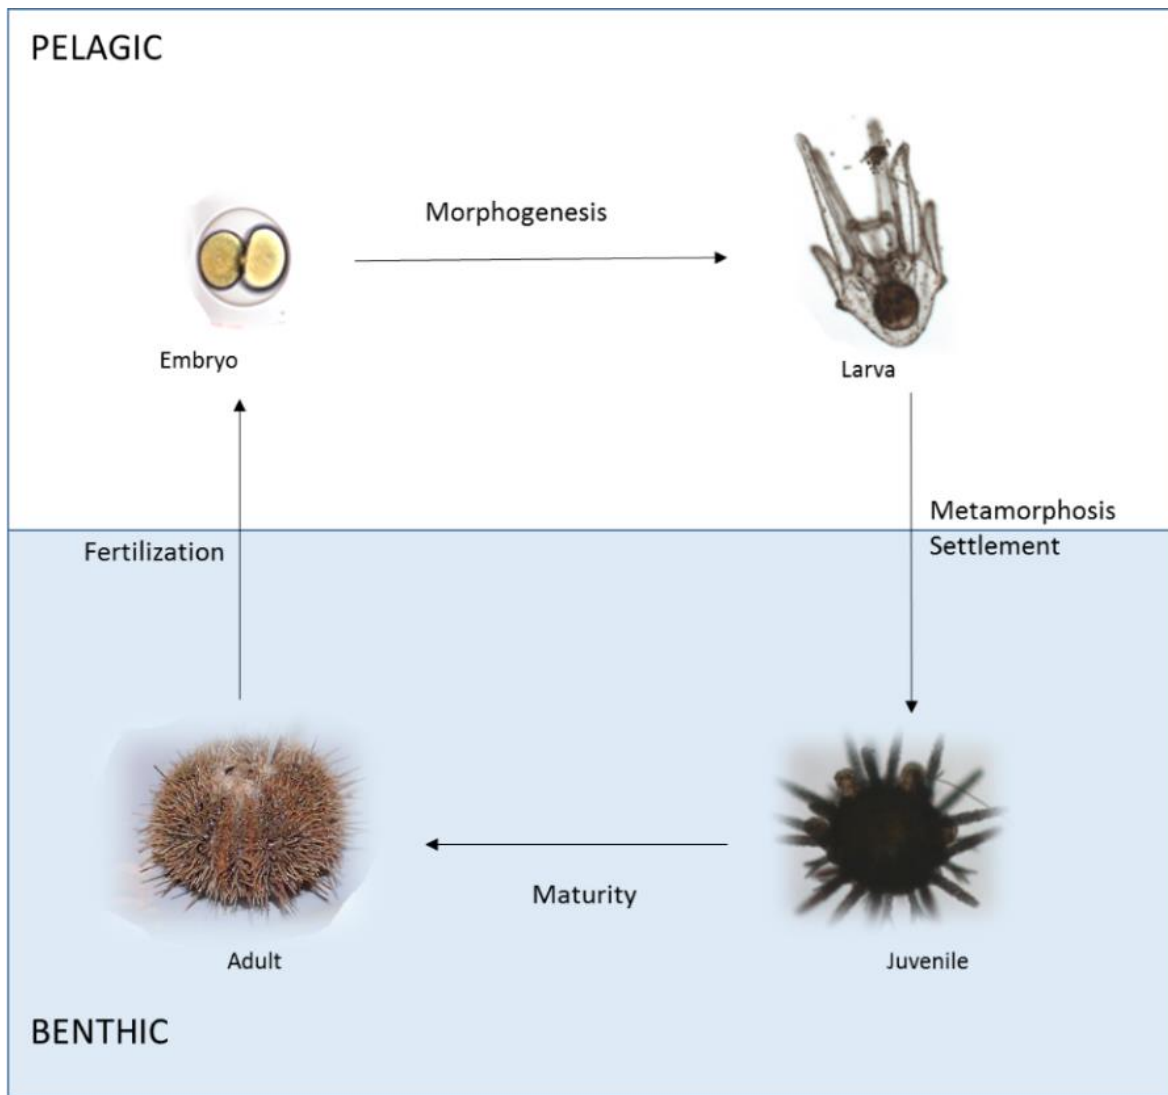 PELAGIC
Morphogenesis
Embryo
Larva
Metamorphosis
Settlement
Fertilization
Maturity
Adult
Juvenile
BENTHIC